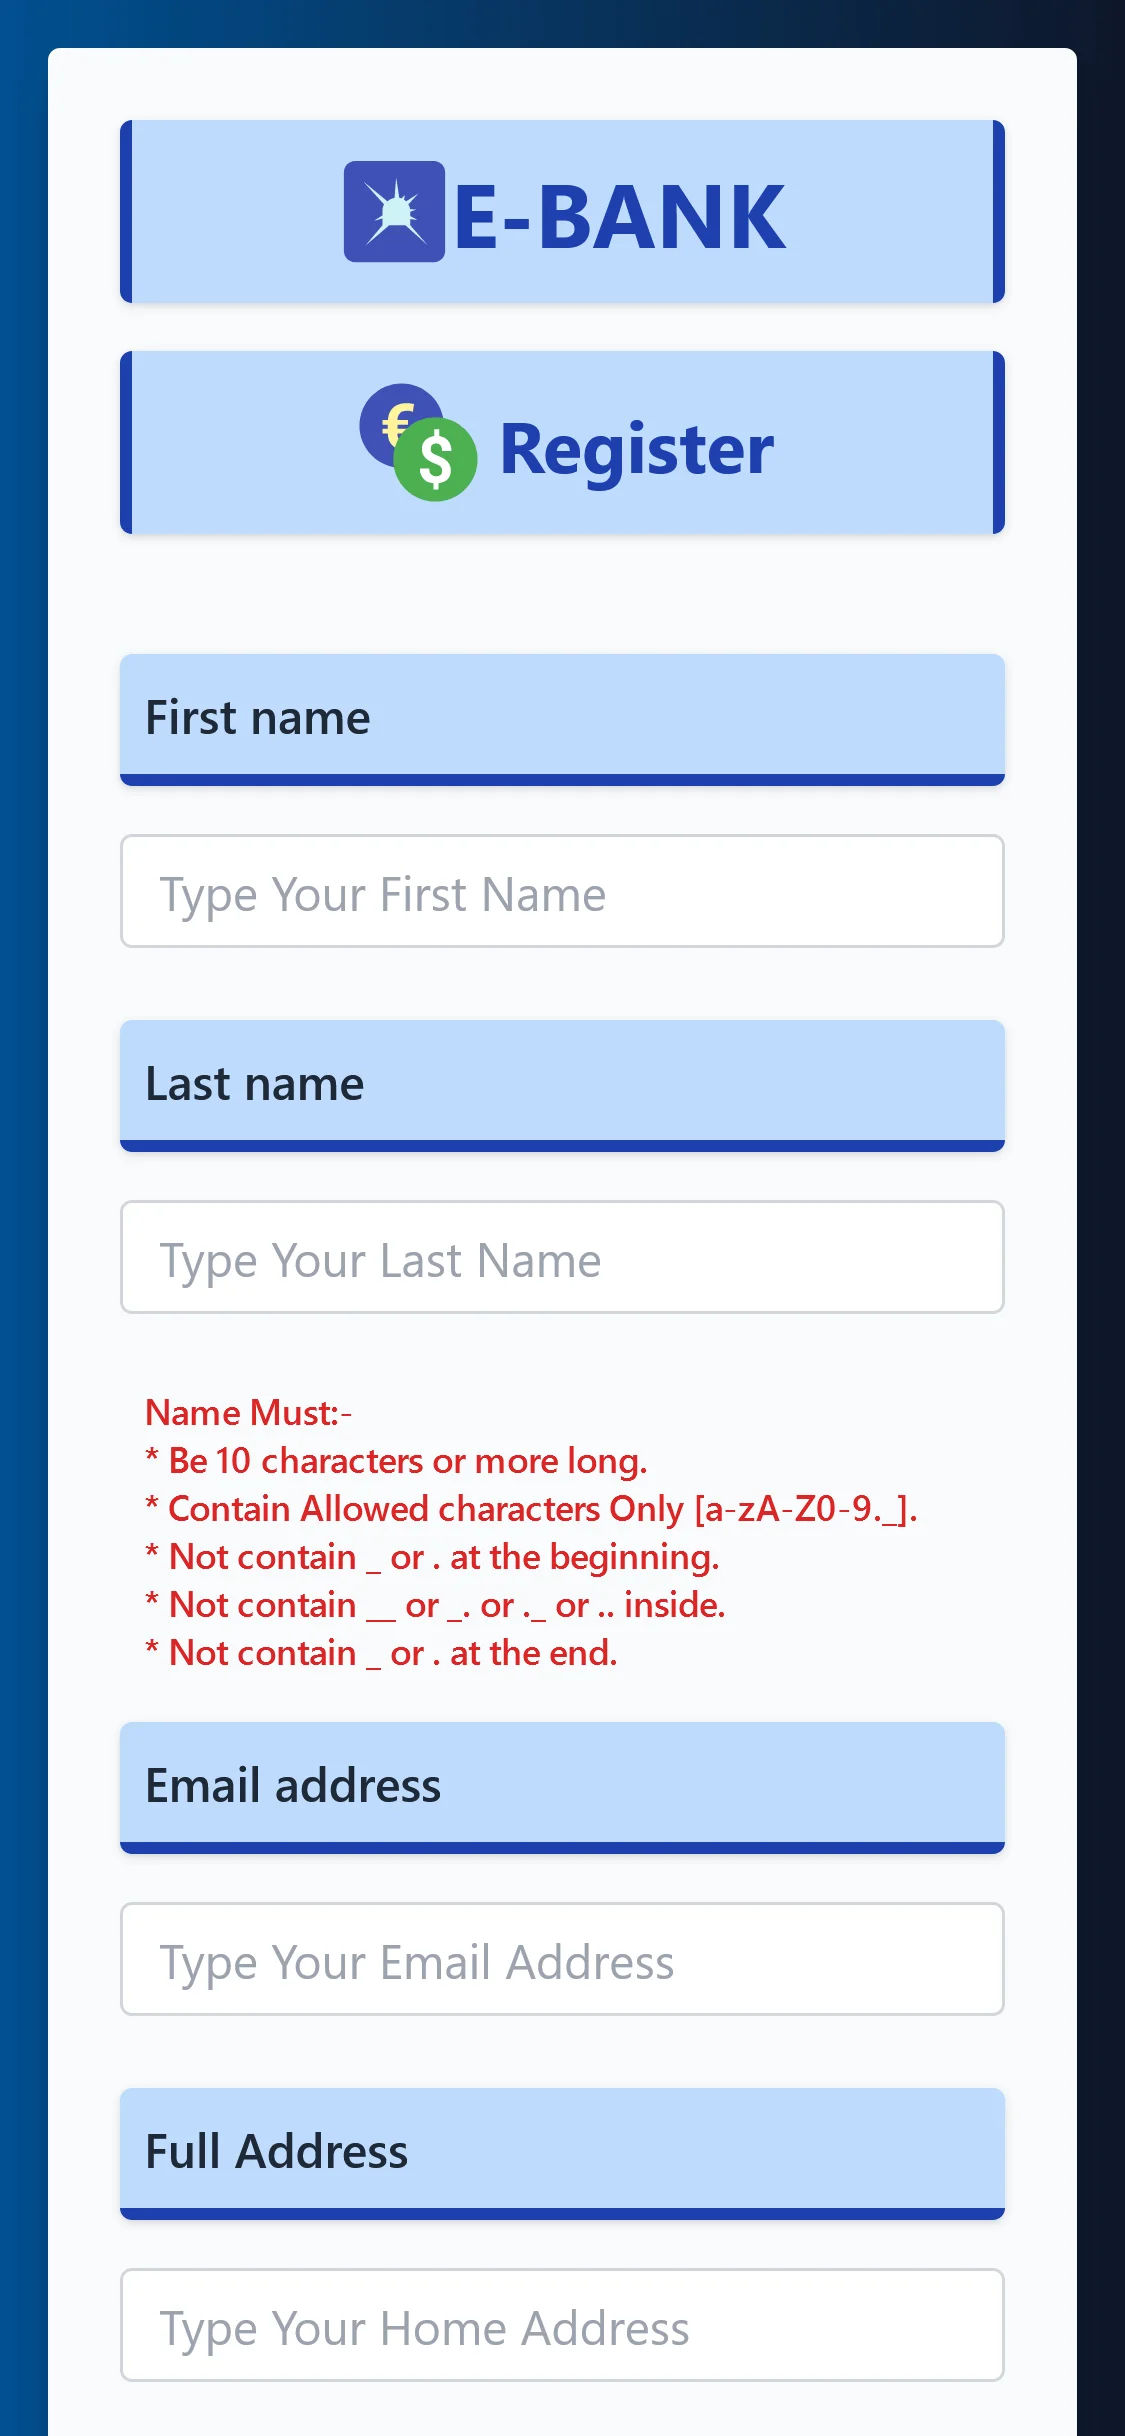 E-BANK
€ $ Register
First name
Type Your First Name
Last name
Type Your Last Name
Name Must:-
* Be 10 characters or more long.
* Contain Allowed characters Only [a-zA-Z0-9._].
* Not contain _ or . at the beginning.
* Not contain __ or _. or ._ or .. inside.
* Not contain _ or . at the end.
Email address
Type Your Email Address
Full Address
Type Your Home Address